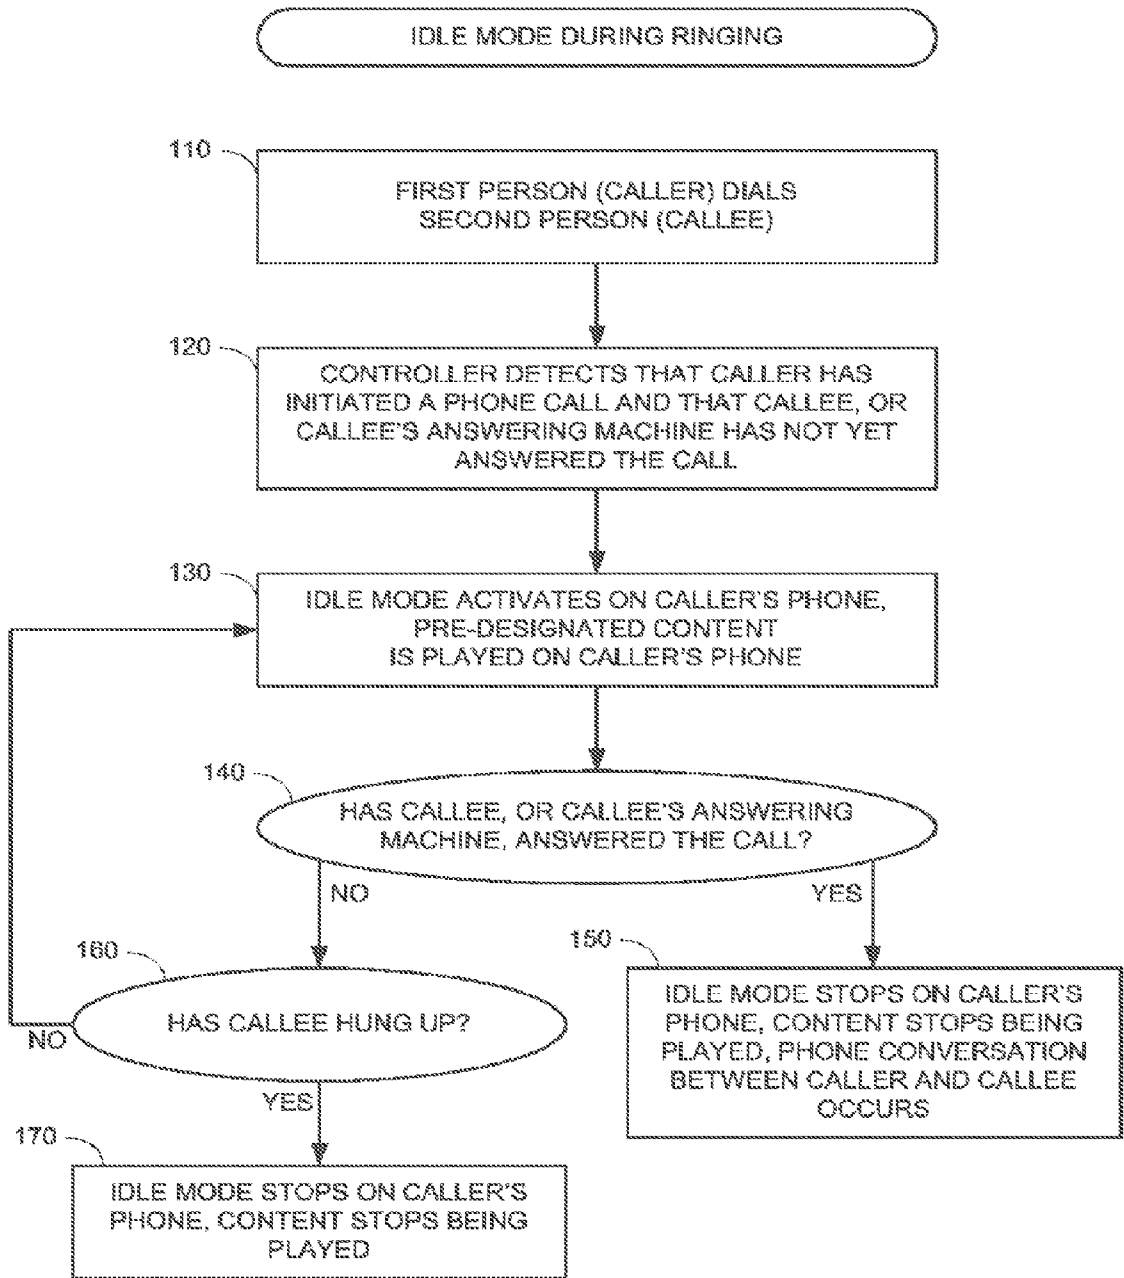 IDLE MODE DURING RINGING
110
FIRST PERSON (CALLER) DIALS
SECOND PERSON (CALLEE)
120
CONTROLLER DETECTS THAT CALLER HAS
INITIATED A PHONE CALL AND THAT CALLEE, OR
CALLEE'S ANSWERING MACHINE HAS NOT YET
ANSWERED THE CALL
130
IDLE MODE ACTIVATES ON CALLER'S PHONE,
PRE-DESIGNATED CONTENT
IS PLAYED ON CALLER'S PHONE
140
HAS CALLEE, OR CALLEE'S ANSWERING
MACHINE, ANSWERED THE CALL?
NO
YES
160
HAS CALLEE HUNG UP?
NO
YES
150
IDLE MODE STOPS ON CALLER'S
PHONE, CONTENT STOPS BEING
PLAYED, PHONE CONVERSATION
BETWEEN CALLER AND CALLEE
OCCURS
170
IDLE MODE STOPS ON CALLER'S
PHONE, CONTENT STOPS BEING
PLAYED